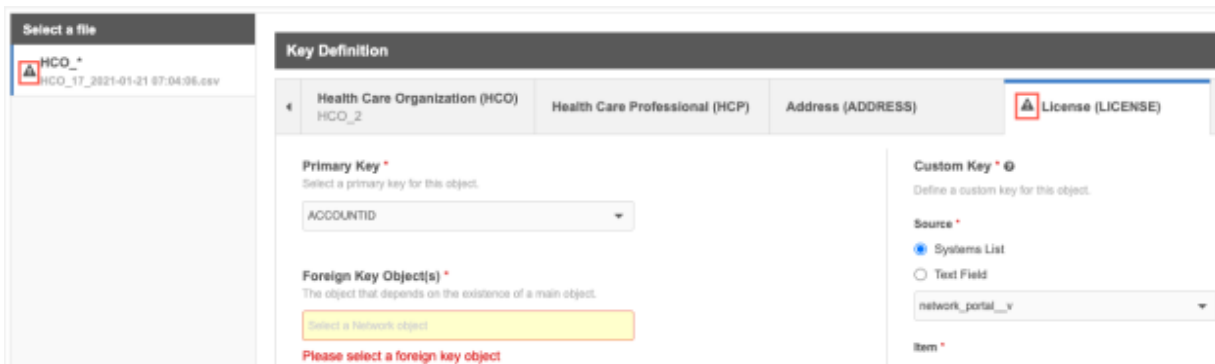 Select a file
HCO_*
HCO_17_2021-01-21 07:04:06.csv
Key Definition
Health Care Organization (HCO)
HCO_2
Health Care Professional (HCP)
Address (ADDRESS)
License (LICENSE)
Primary Key *
Select a primary key for this object.
ACCOUNTID
Foreign Key Object(s) *
The object that depends on the existence of a main object.
Select a Network object
Please select a foreign key object
Custom Key *
Define a custom key for this object.
Source *
Systems List
Text Field
network_portal__v
Item *